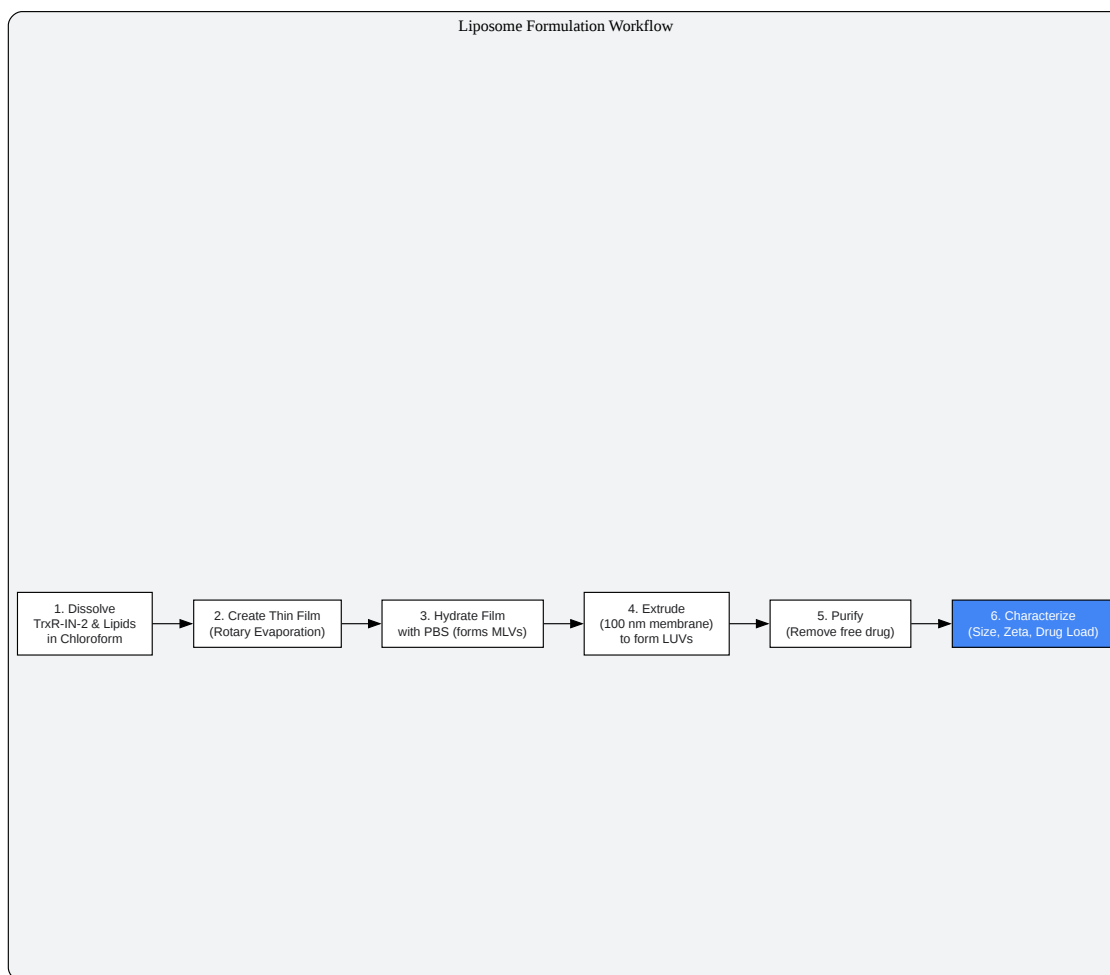 Liposome Formulation Workflow
1. Dissolve
TrxR-IN-2 & Lipids
in Chloroform
2. Create Thin Film
(Rotary Evaporation)
3. Hydrate Film
with PBS (forms MLVs)
4. Extrude
(100 nm membrane)
to form LUVs
5. Purify
(Remove free drug)
6. Characterize
(Size, Zeta, Drug Load)